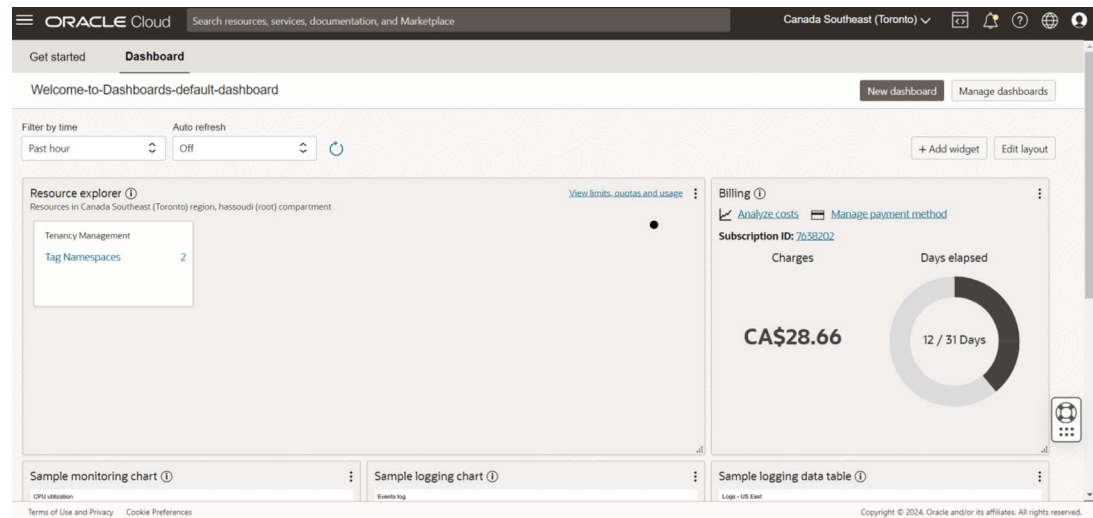 ORACLE Cloud
Search resources, services, documentation, and Marketplace
Canada Southeast (Toronto)
Get started Dashboard
Welcome-to-Dashboards-default-dashboard
New dashboard Manage dashboards
Filter by time Auto refresh
Past hour Off
+ Add widget Edit layout
Resource explorer
View limits, quotas and usage
Resources in Canada Southeast (Toronto) region, hassoudi (root) compartment
Tenancy Management
Tag Namespaces 2
Billing
Analyze costs Manage payment method
Subscription ID: 7638202
Charges Days elapsed
CA$28.66 12 / 31 Days
Sample monitoring chart
CPU utilization
Sample logging chart
Events log
Sample logging data table
Logs - US East
Terms of Use and Privacy Cookie Preferences
Copyright © 2024, Oracle and/or its affiliates. All rights reserved.